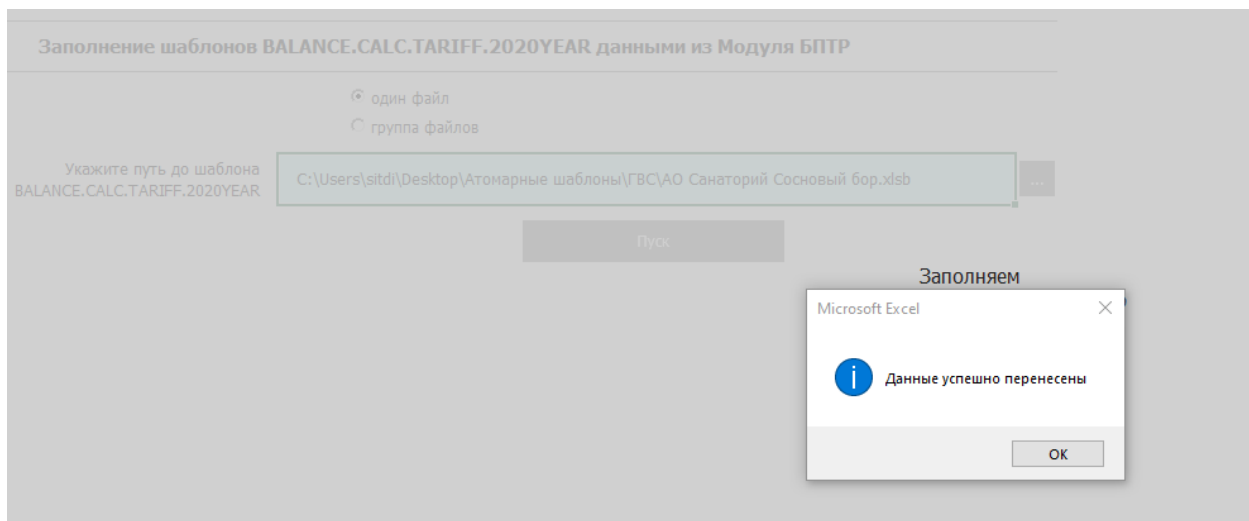 Заполнение шаблонов BALANCE.CALC.TARIFF.2020YEAR данными из Модуля БПТР
один файл
группа файлов
Укажите путь до шаблона
BALANCE.CALC.TARIFF.2020YEAR
C:\Users\sitdi\Desktop\Атомарные шаблоны\ГВС\АО Санаторий Сосновый бор.xlsb
...
Пуск
Заполняем
Microsoft Excel
Данные успешно перенесены
ОК